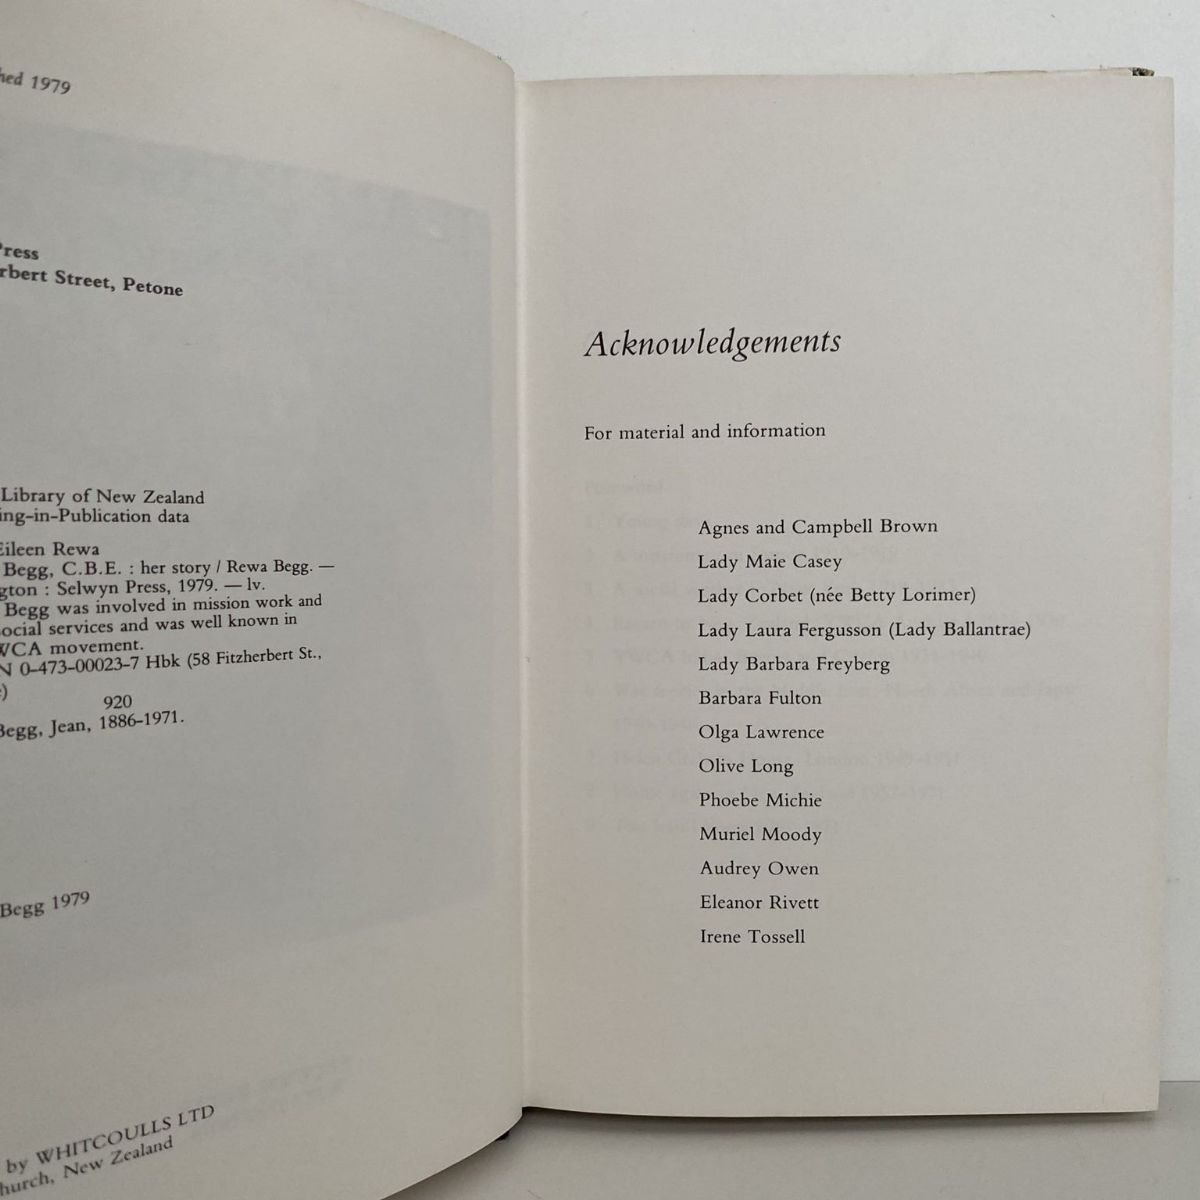 hed 1979
Press
rbert Street, Petone
Library of New Zealand
ing-in-Publication data
Eileen Rewa
Begg, C.B.E. : her story / Rewa Begg. —
gton : Selwyn Press, 1979. — lv.
Begg was involved in mission work and
ocial services and was well known in
WCA movement.
N 0-473-00023-7 Hbk (58 Fitzherbert St.,
)
920
Begg, Jean, 1886-1971.
Begg 1979
by WHITCOULLS LTD
hurch, New Zealand
Acknowledgements
For material and information
Agnes and Campbell Brown
Lady Maie Casey
Lady Corbet (née Betty Lorimer)
Lady Laura Fergusson (Lady Ballantrae)
Lady Barbara Freyberg
Barbara Fulton
Olga Lawrence
Olive Long
Phoebe Michie
Muriel Moody
Audrey Owen
Eleanor Rivett
Irene Tossell